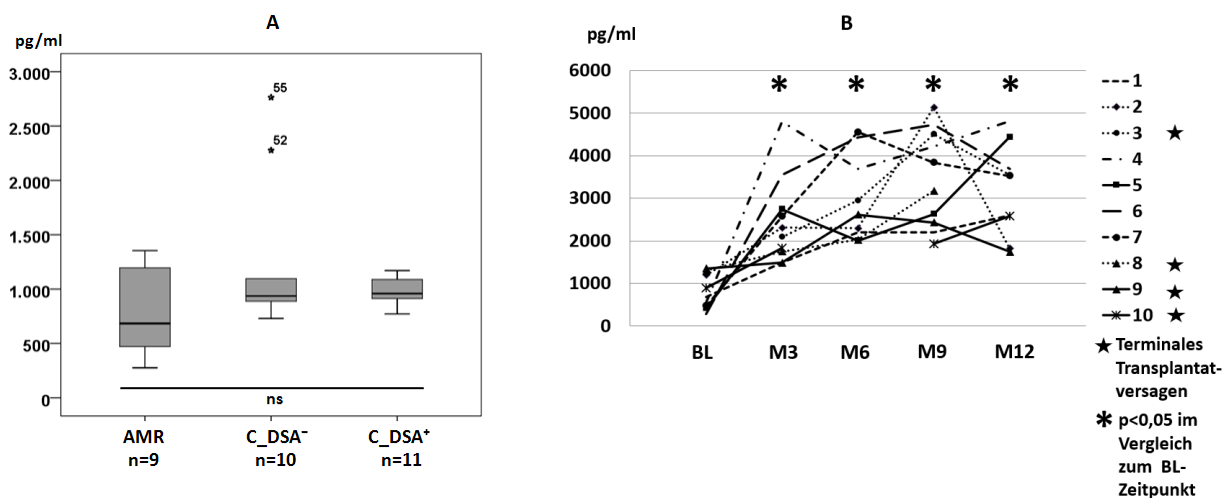 A
pg/ml
3.000
2.500
2.000
1.500
1.000
500
0
55
52
ns
AMR
n=9
C_DSA⁻
n=10
C_DSA⁺
n=11
B
pg/ml
6000
5000
4000
3000
2000
1000
0
* * * *
BL M3 M6 M9 M12
1
2
3 ★
4
5
6
7
8 ★
9 ★
10 ★
★ Terminales
Transplantat-
versagen
* p<0,05 im
Vergleich
zum BL-
Zeitpunkt